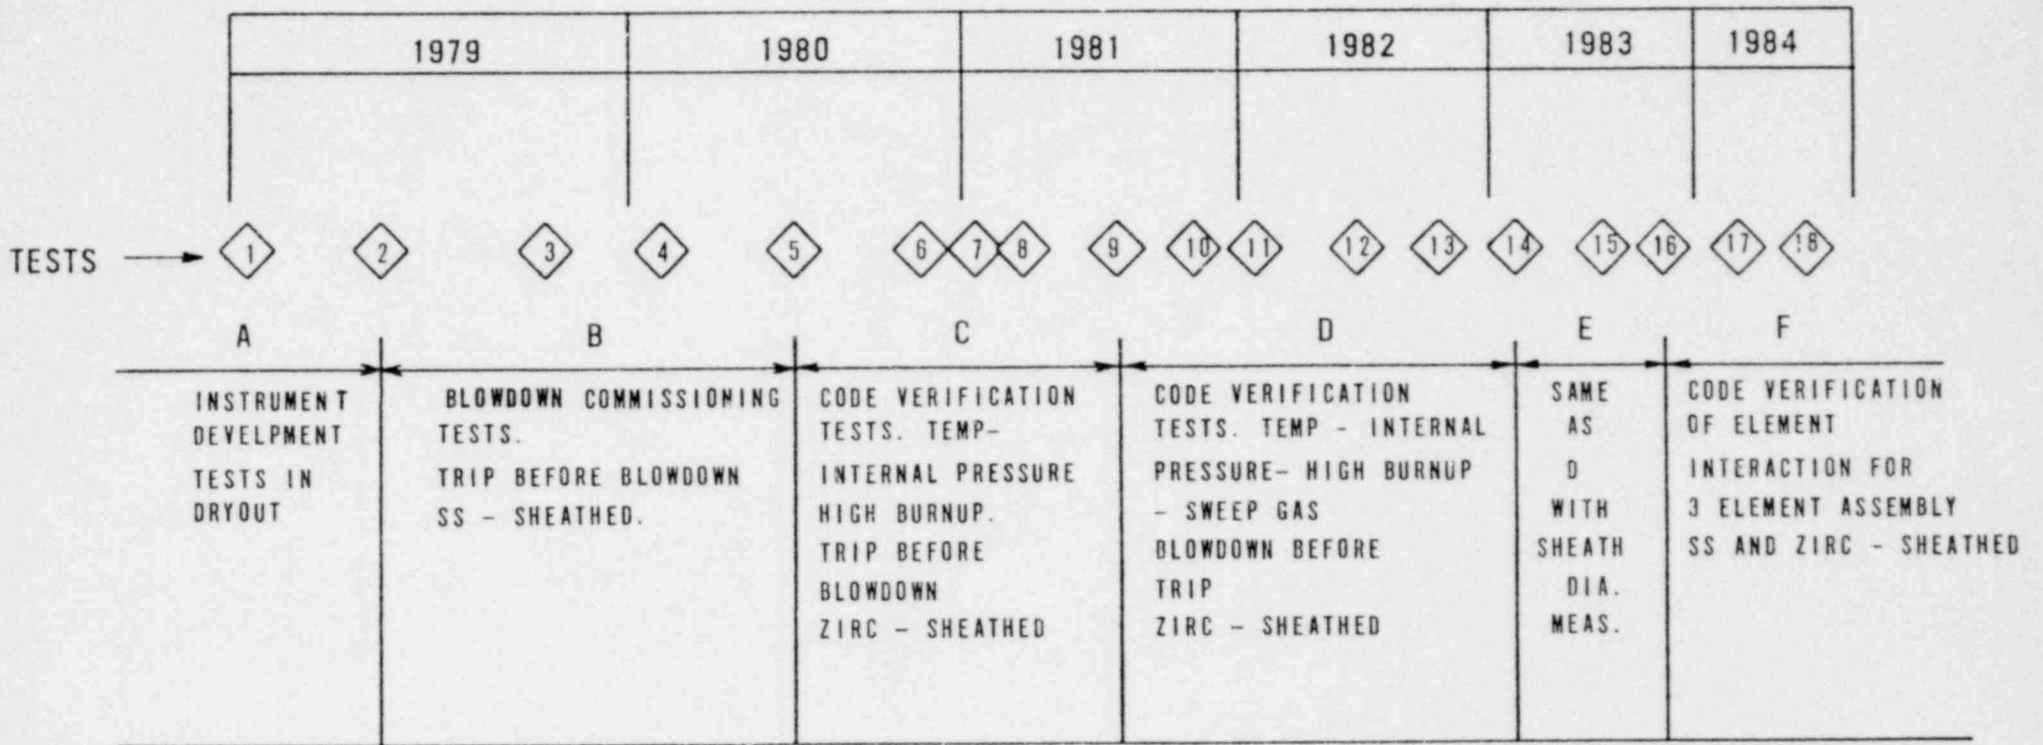 1979 1980 1981 1982 1983 1984
TESTS 1 2 3 4 5 6 7 8 9 10 11 12 13 14 15 16 17 18
A B C D E F
INSTRUMENT
DEVELPMENT
TESTS IN
DRYOUT
BLOWDOWN COMMISSIONING
TESTS.
TRIP BEFORE BLOWDOWN
SS - SHEATHED.
CODE VERIFICATION
TESTS. TEMP-
INTERNAL PRESSURE
HIGH BURNUP.
TRIP BEFORE
BLOWDOWN
ZIRC - SHEATHED
CODE VERIFICATION
TESTS. TEMP - INTERNAL
PRESSURE- HIGH BURNUP
- SWEEP GAS
BLOWDOWN BEFORE
TRIP
ZIRC - SHEATHED
SAME
AS
D
WITH
SHEATH
DIA.
MEAS.
CODE VERIFICATION
OF ELEMENT
INTERACTION FOR
3 ELEMENT ASSEMBLY
SS AND ZIRC - SHEATHED